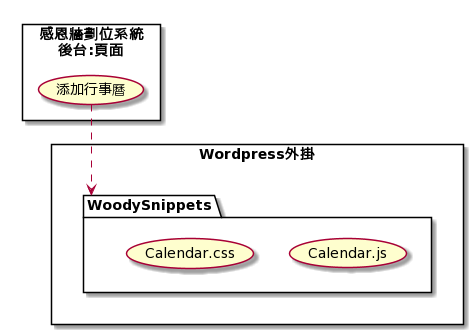 感恩牆劃位系統
後台:頁面
添加行事曆
Wordpress外掛
WoodySnippets
Calendar.css
Calendar.js